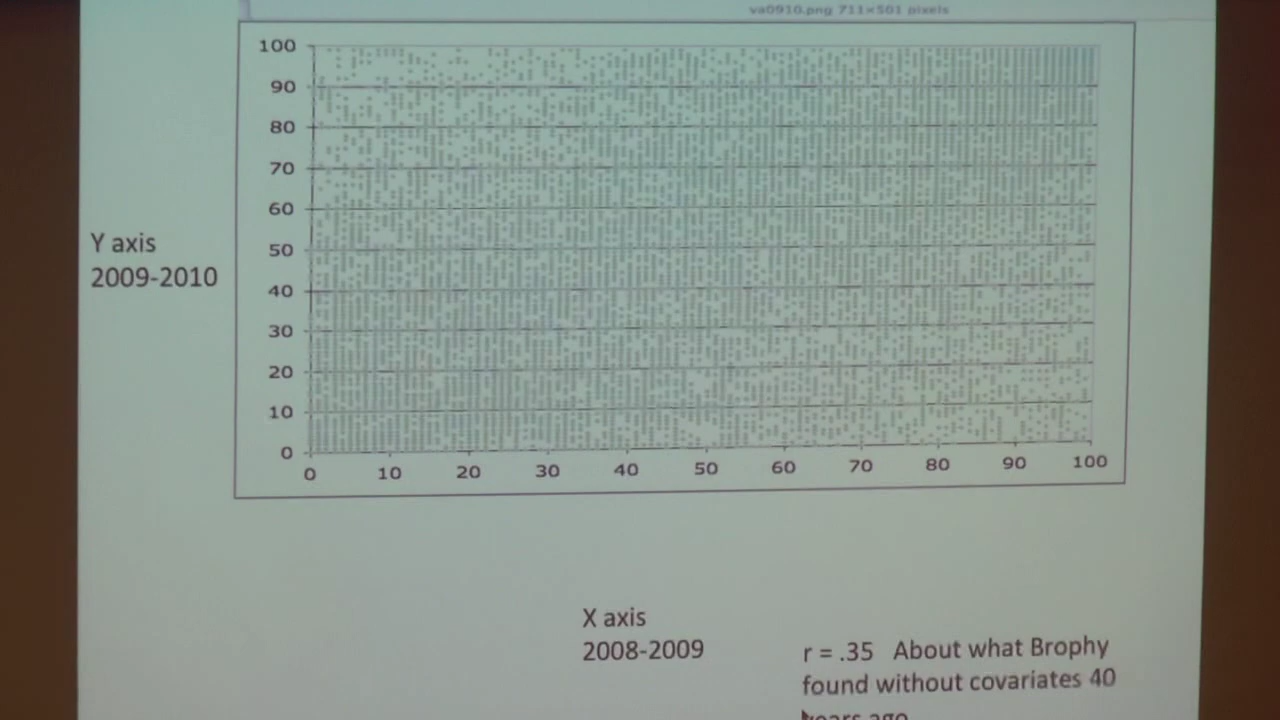 va0910.png 711×501 pixels
100
90
80
70
60
50
40
30
20
10
0
0 10 20 30 40 50 60 70 80 90 100
Y axis
2009-2010
X axis
2008-2009
r = .35 About what Brophy
found without covariates 40
years ago